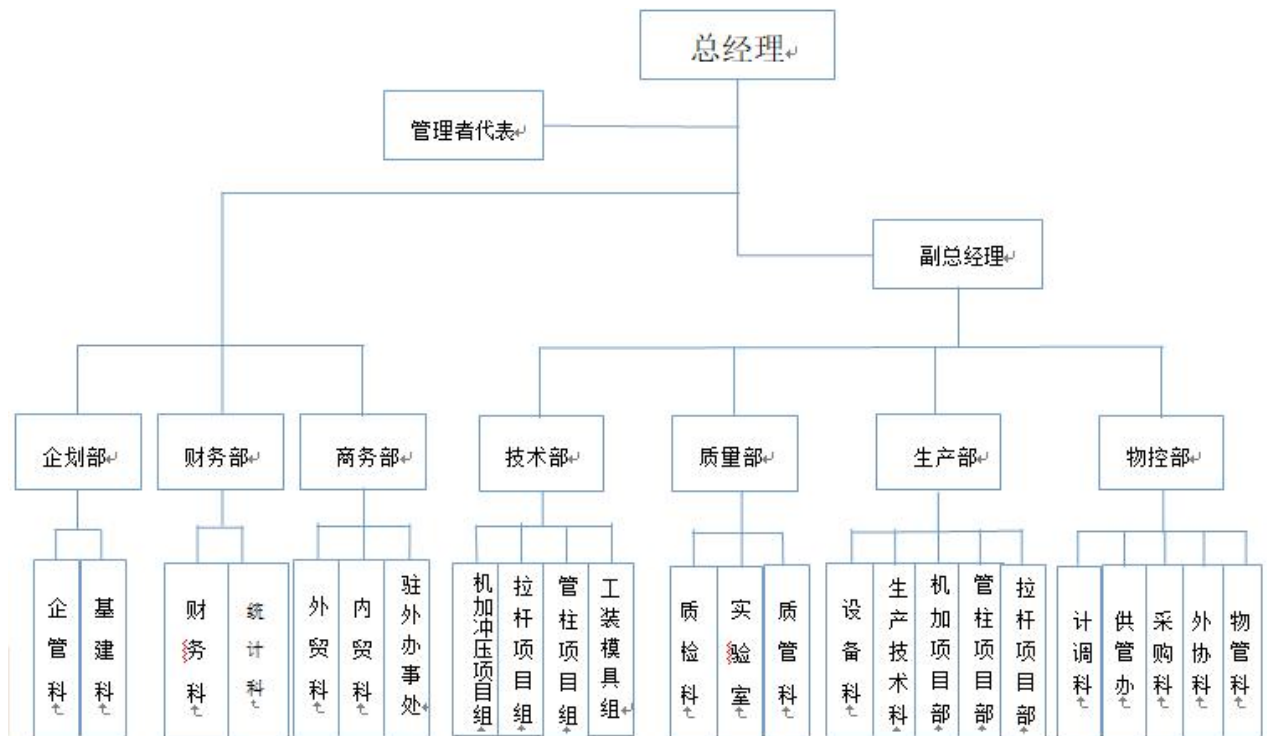 总经理
管理者代表
副总经理
企划部
财务部
商务部
技术部
质量部
生产部
物控部
企管科
基建科
财务科
统计科
外贸科
内贸科
驻外办事处
机加冲压项目组
拉杆项目组
管柱项目组
工装模具组
质检科
实验室
质管科
设备科
生产技术科
机加项目部
管柱项目部
拉杆项目部
计调科
供管办
采购科
外协科
物管科